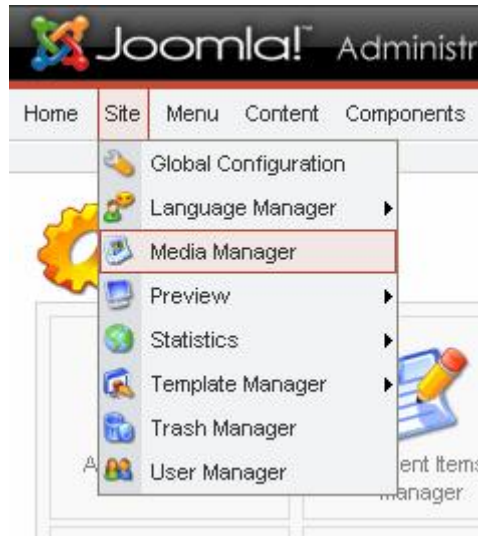 Joomla!™ Administr
Home Site Menu Content Components
Global Configuration
Language Manager
Media Manager
Preview
Statistics
Template Manager
Trash Manager
User Manager
A
ent Items
anager